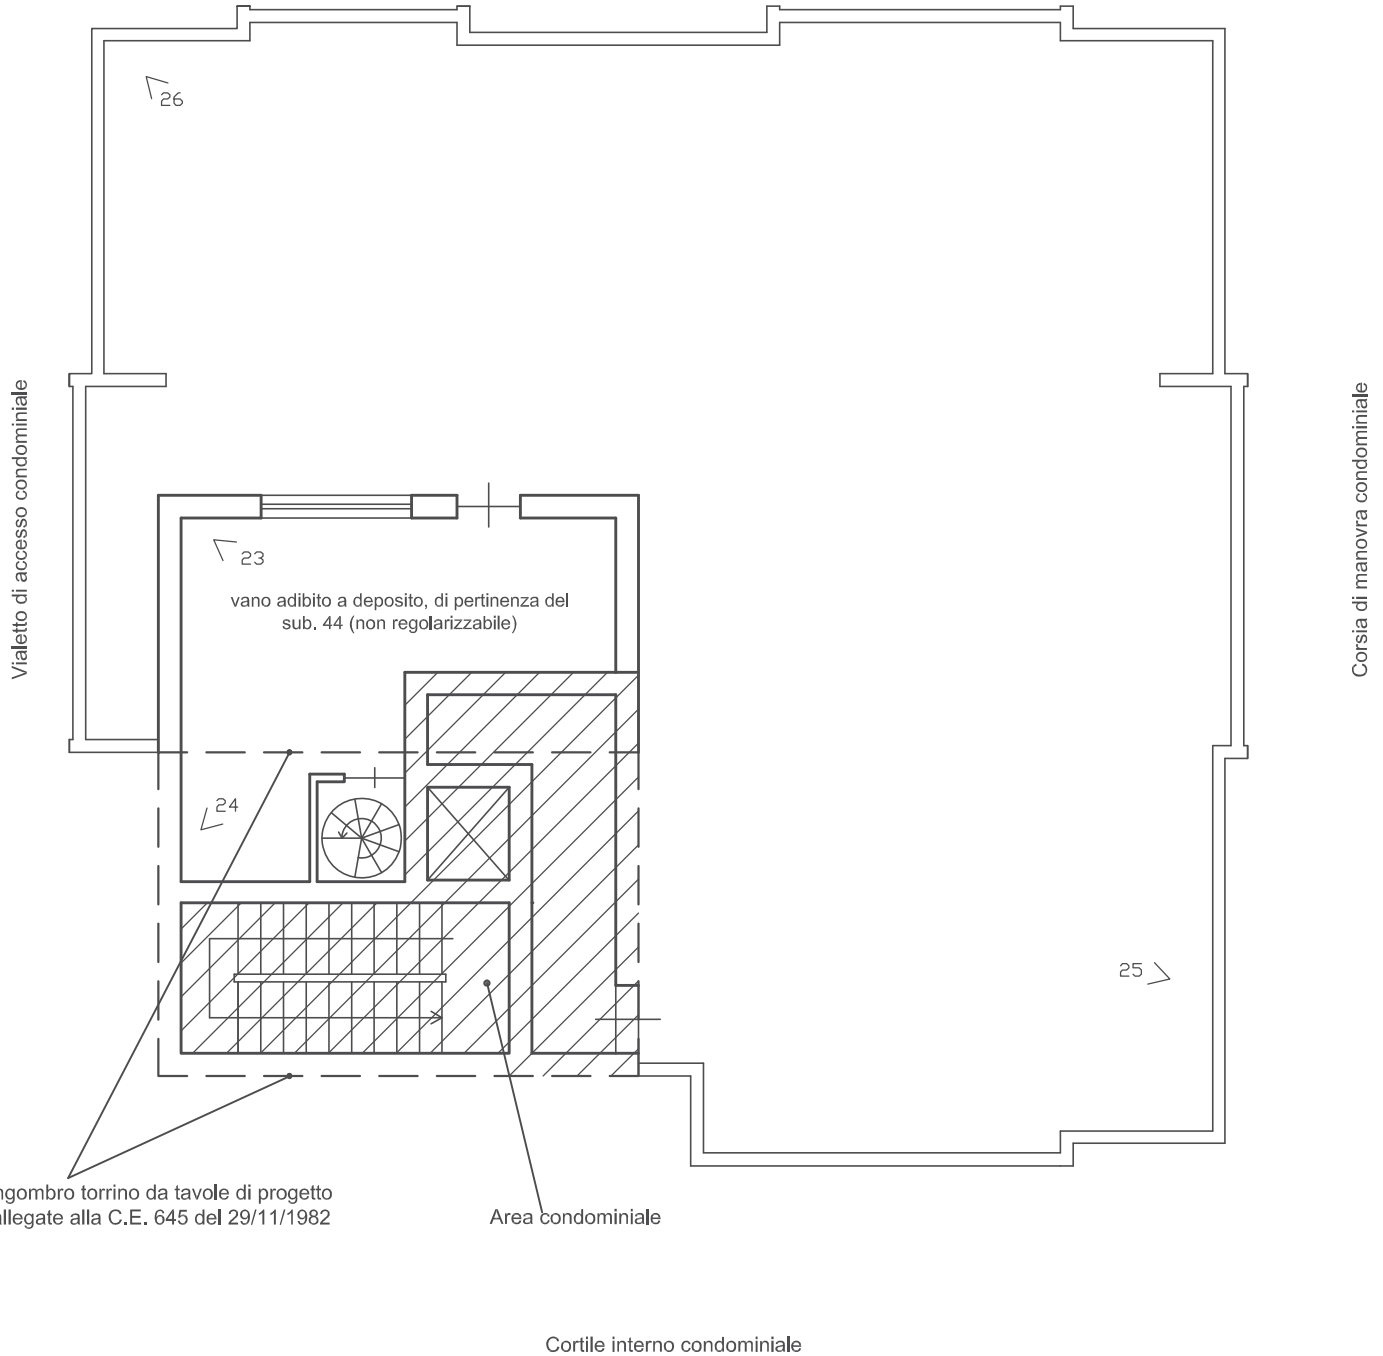 26
Vialetto di accesso condominiale
Corsia di manovra condominiale
23
vano adibito a deposito, di pertinenza del
sub. 44 (non regolarizzabile)
24
25
ngombro torrino da tavole di progetto
allegate alla C.E. 645 del 29/11/1982
Area condominiale
Cortile interno condominiale